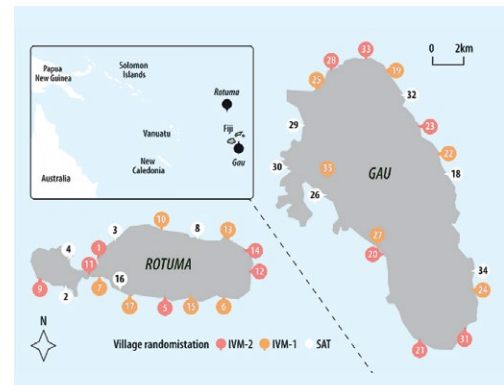 Papua
New Guinea
Solomon
Islands
Rotuma
Vanuatu
Fiji
New
Caledonia
Gau
Australia
0 2km
33
28
19
25
32
29
23
22
30
35
18
GAU
26
27
20
34
24
31
21
10
3
8
13
4
1
14
ROTUMA
11
12
16
9
7
2
17
5
15
6
N
Village randomistation IVM-2 IVM-1 SAT